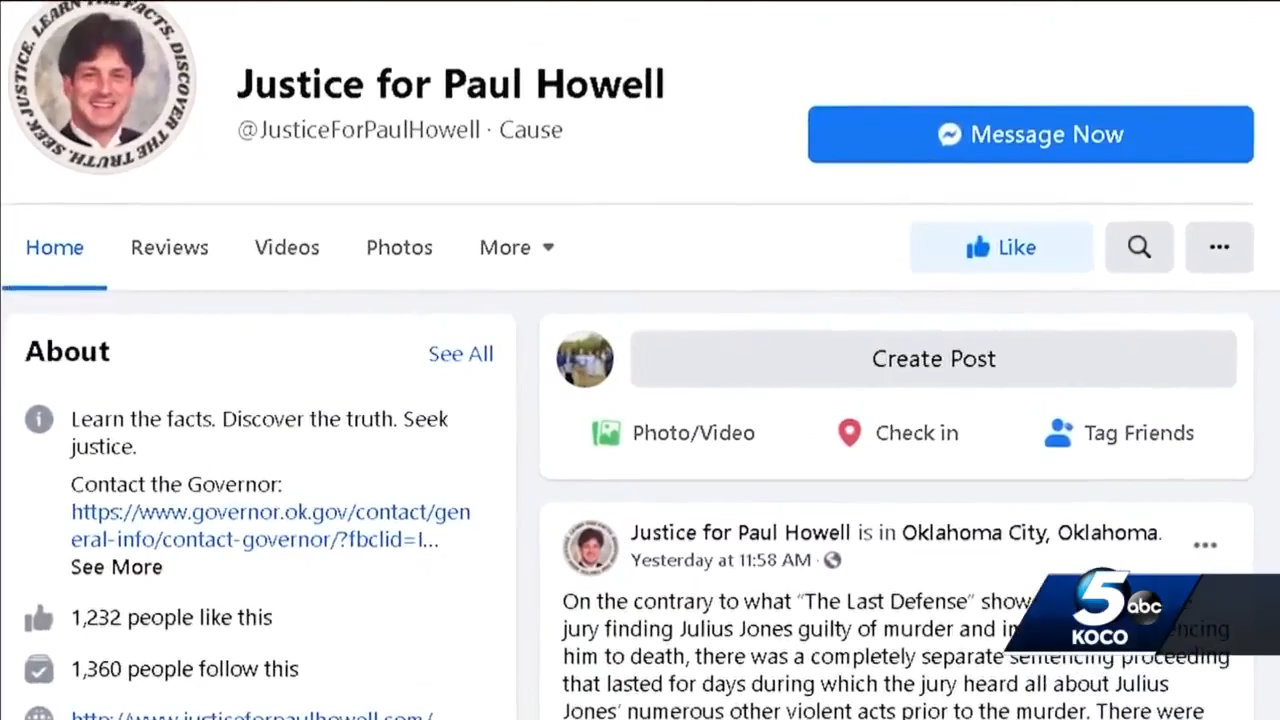 SEEK JUSTICE. LEARN THE FACTS. DISCOVER THE TRUTH.
Justice for Paul Howell
@JusticeForPaulHowell · Cause
Message Now
Home
Reviews
Videos
Photos
More
Like
About
See All
Create Post
Learn the facts. Discover the truth. Seek
justice.
Photo/Video
Check in
Tag Friends
Contact the Governor:
https://www.governor.ok.gov/contact/gen
eral-info/contact-governor/?fbclid=I...
See More
1,232 people like this
1,360 people follow this
http://www.justiceforpaulhowell.com/
Justice for Paul Howell is in Oklahoma City, Oklahoma.
Yesterday at 11:58 AM ·
On the contrary to what “The Last Defense” show
jury finding Julius Jones guilty of murder and
him to death, there was a completely separate sentencing proceeding
that lasted for days during which the jury heard all about Julius
Jones’ numerous other violent acts prior to the murder. There were
5 abc
KOCO